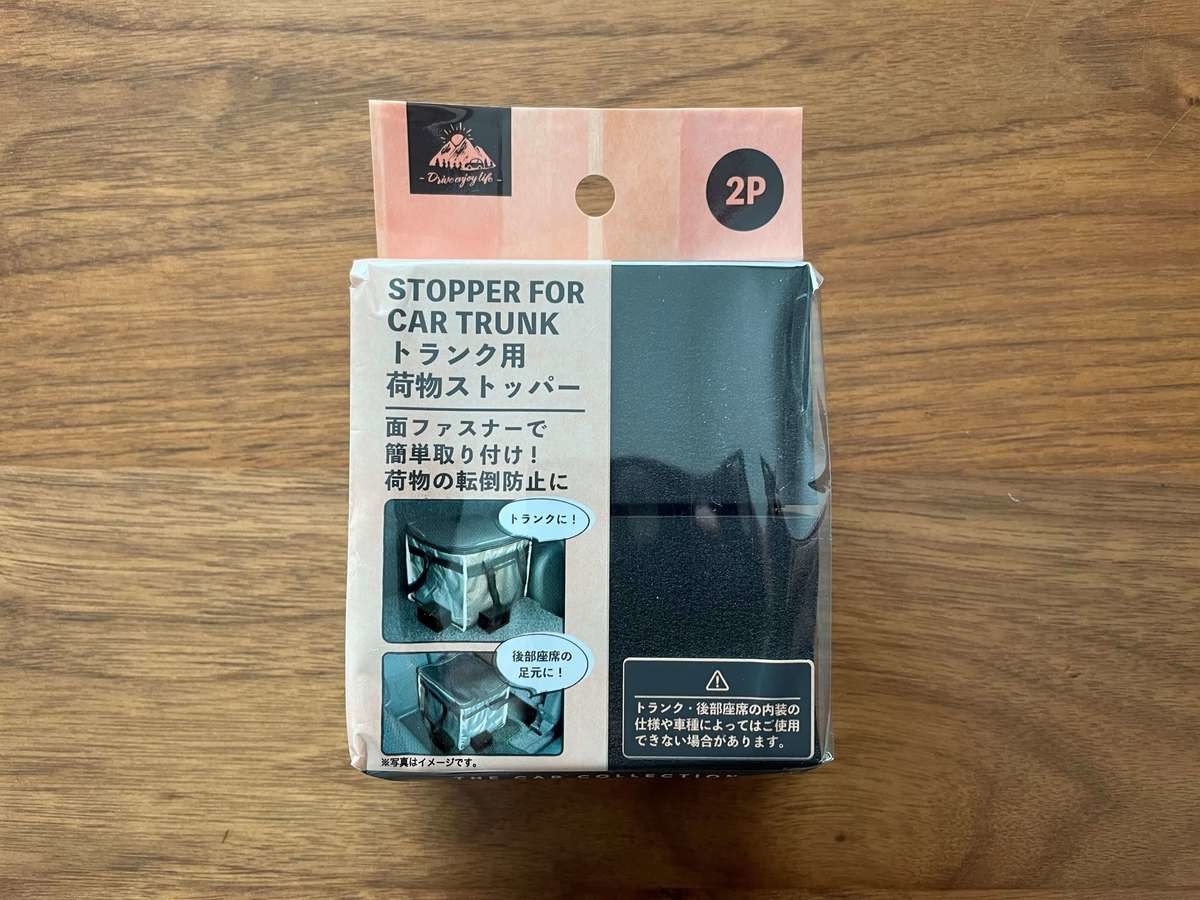 - Drive enjoy life -
2P
STOPPER FOR
CAR TRUNK
トランク用
荷物ストッパー
面ファスナーで
簡単取り付け!
荷物の転倒防止に
トランクに!
後部座席の
足元に!
※写真はイメージです。
トランク・後部座席の内装の
仕様や車種によってはご使用
できない場合があります。
THE CAR COLLECTION